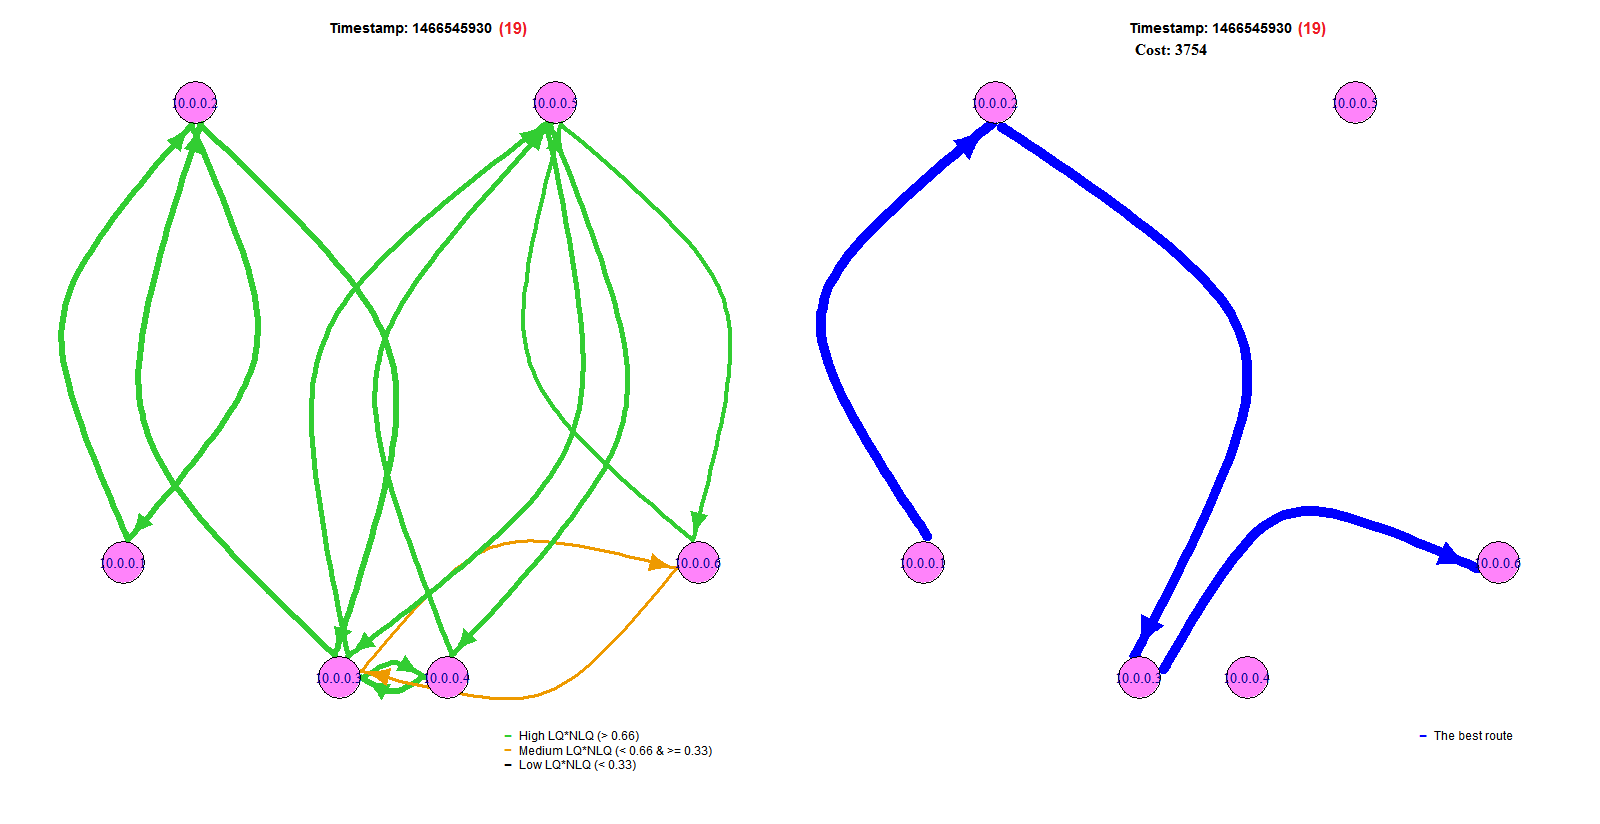 Timestamp: 1466545930 (19)
10.0.0.2
10.0.0.5
10.0.0.1
10.0.0.6
10.0.0.3
10.0.0.4
High LQ*NLQ (> 0.66)
Medium LQ*NLQ (< 0.66 & >= 0.33)
Low LQ*NLQ (< 0.33)
Timestamp: 1466545930 (19)
Cost: 3754
10.0.0.2
10.0.0.5
10.0.0.1
10.0.0.6
10.0.0.3
10.0.0.4
The best route